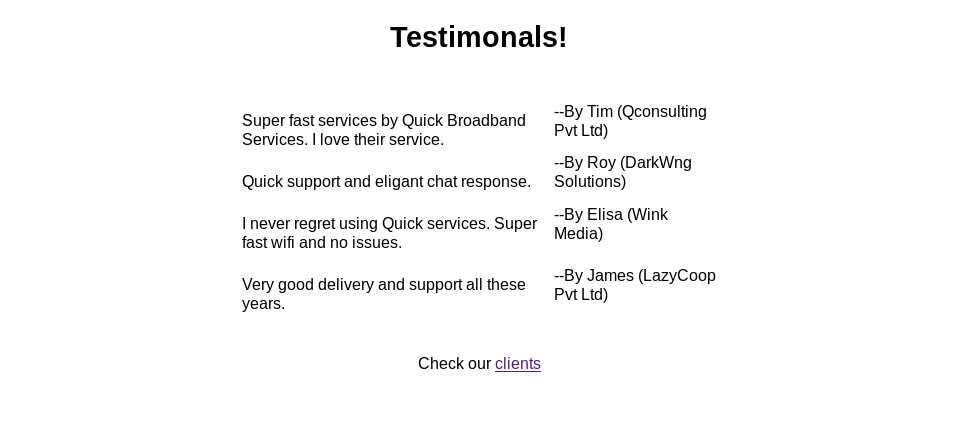 Testimonals!
Super fast services by Quick Broadband
Services. I love their service.
--By Tim (Qconsulting
Pvt Ltd)
Quick support and eligant chat response.
--By Roy (DarkWng
Solutions)
I never regret using Quick services. Super
fast wifi and no issues.
--By Elisa (Wink
Media)
Very good delivery and support all these
years.
--By James (LazyCoop
Pvt Ltd)
Check our clients